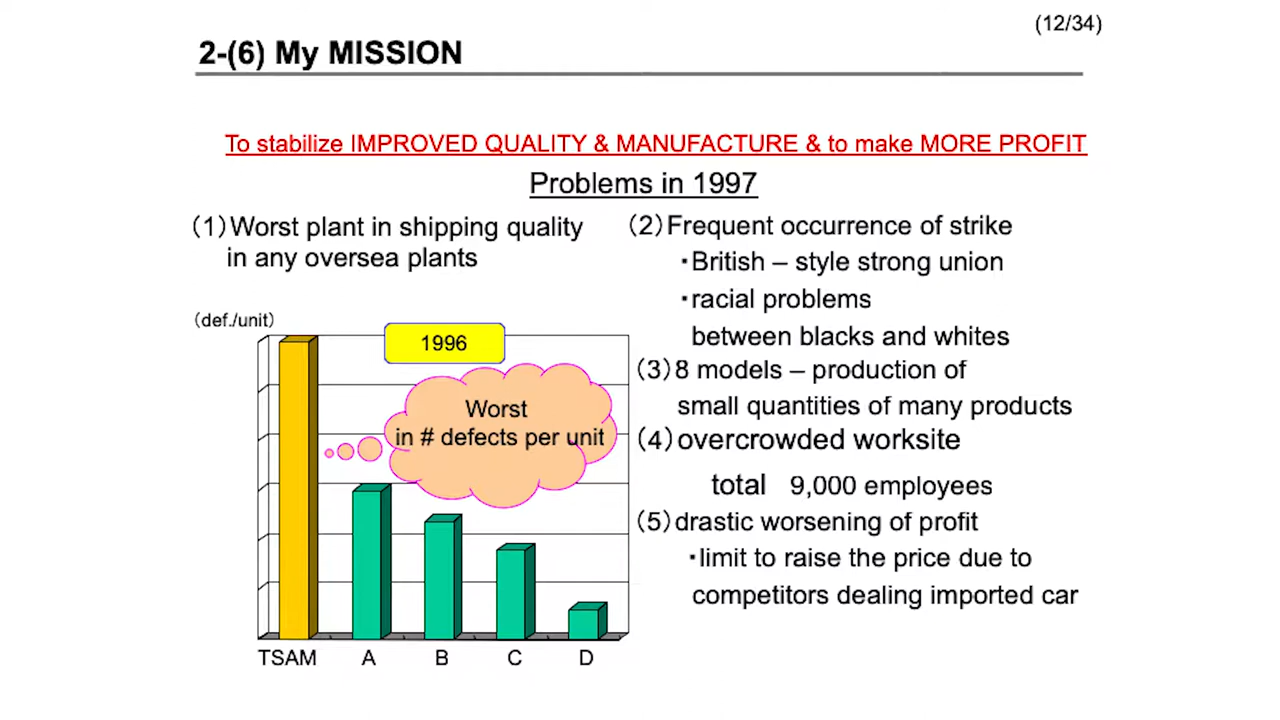 (12/34)
2-(6) My MISSION
To stabilize IMPROVED QUALITY & MANUFACTURE & to make MORE PROFIT
Problems in 1997
(1)Worst plant in shipping quality
in any oversea plants
(def./unit)
1996
Worst
in # defects per unit
TSAM A B C D
(2)Frequent occurrence of strike
・British – style strong union
・racial problems
between blacks and whites
(3)8 models – production of
small quantities of many products
(4)overcrowded worksite
total 9,000 employees
(5)drastic worsening of profit
・limit to raise the price due to
competitors dealing imported car